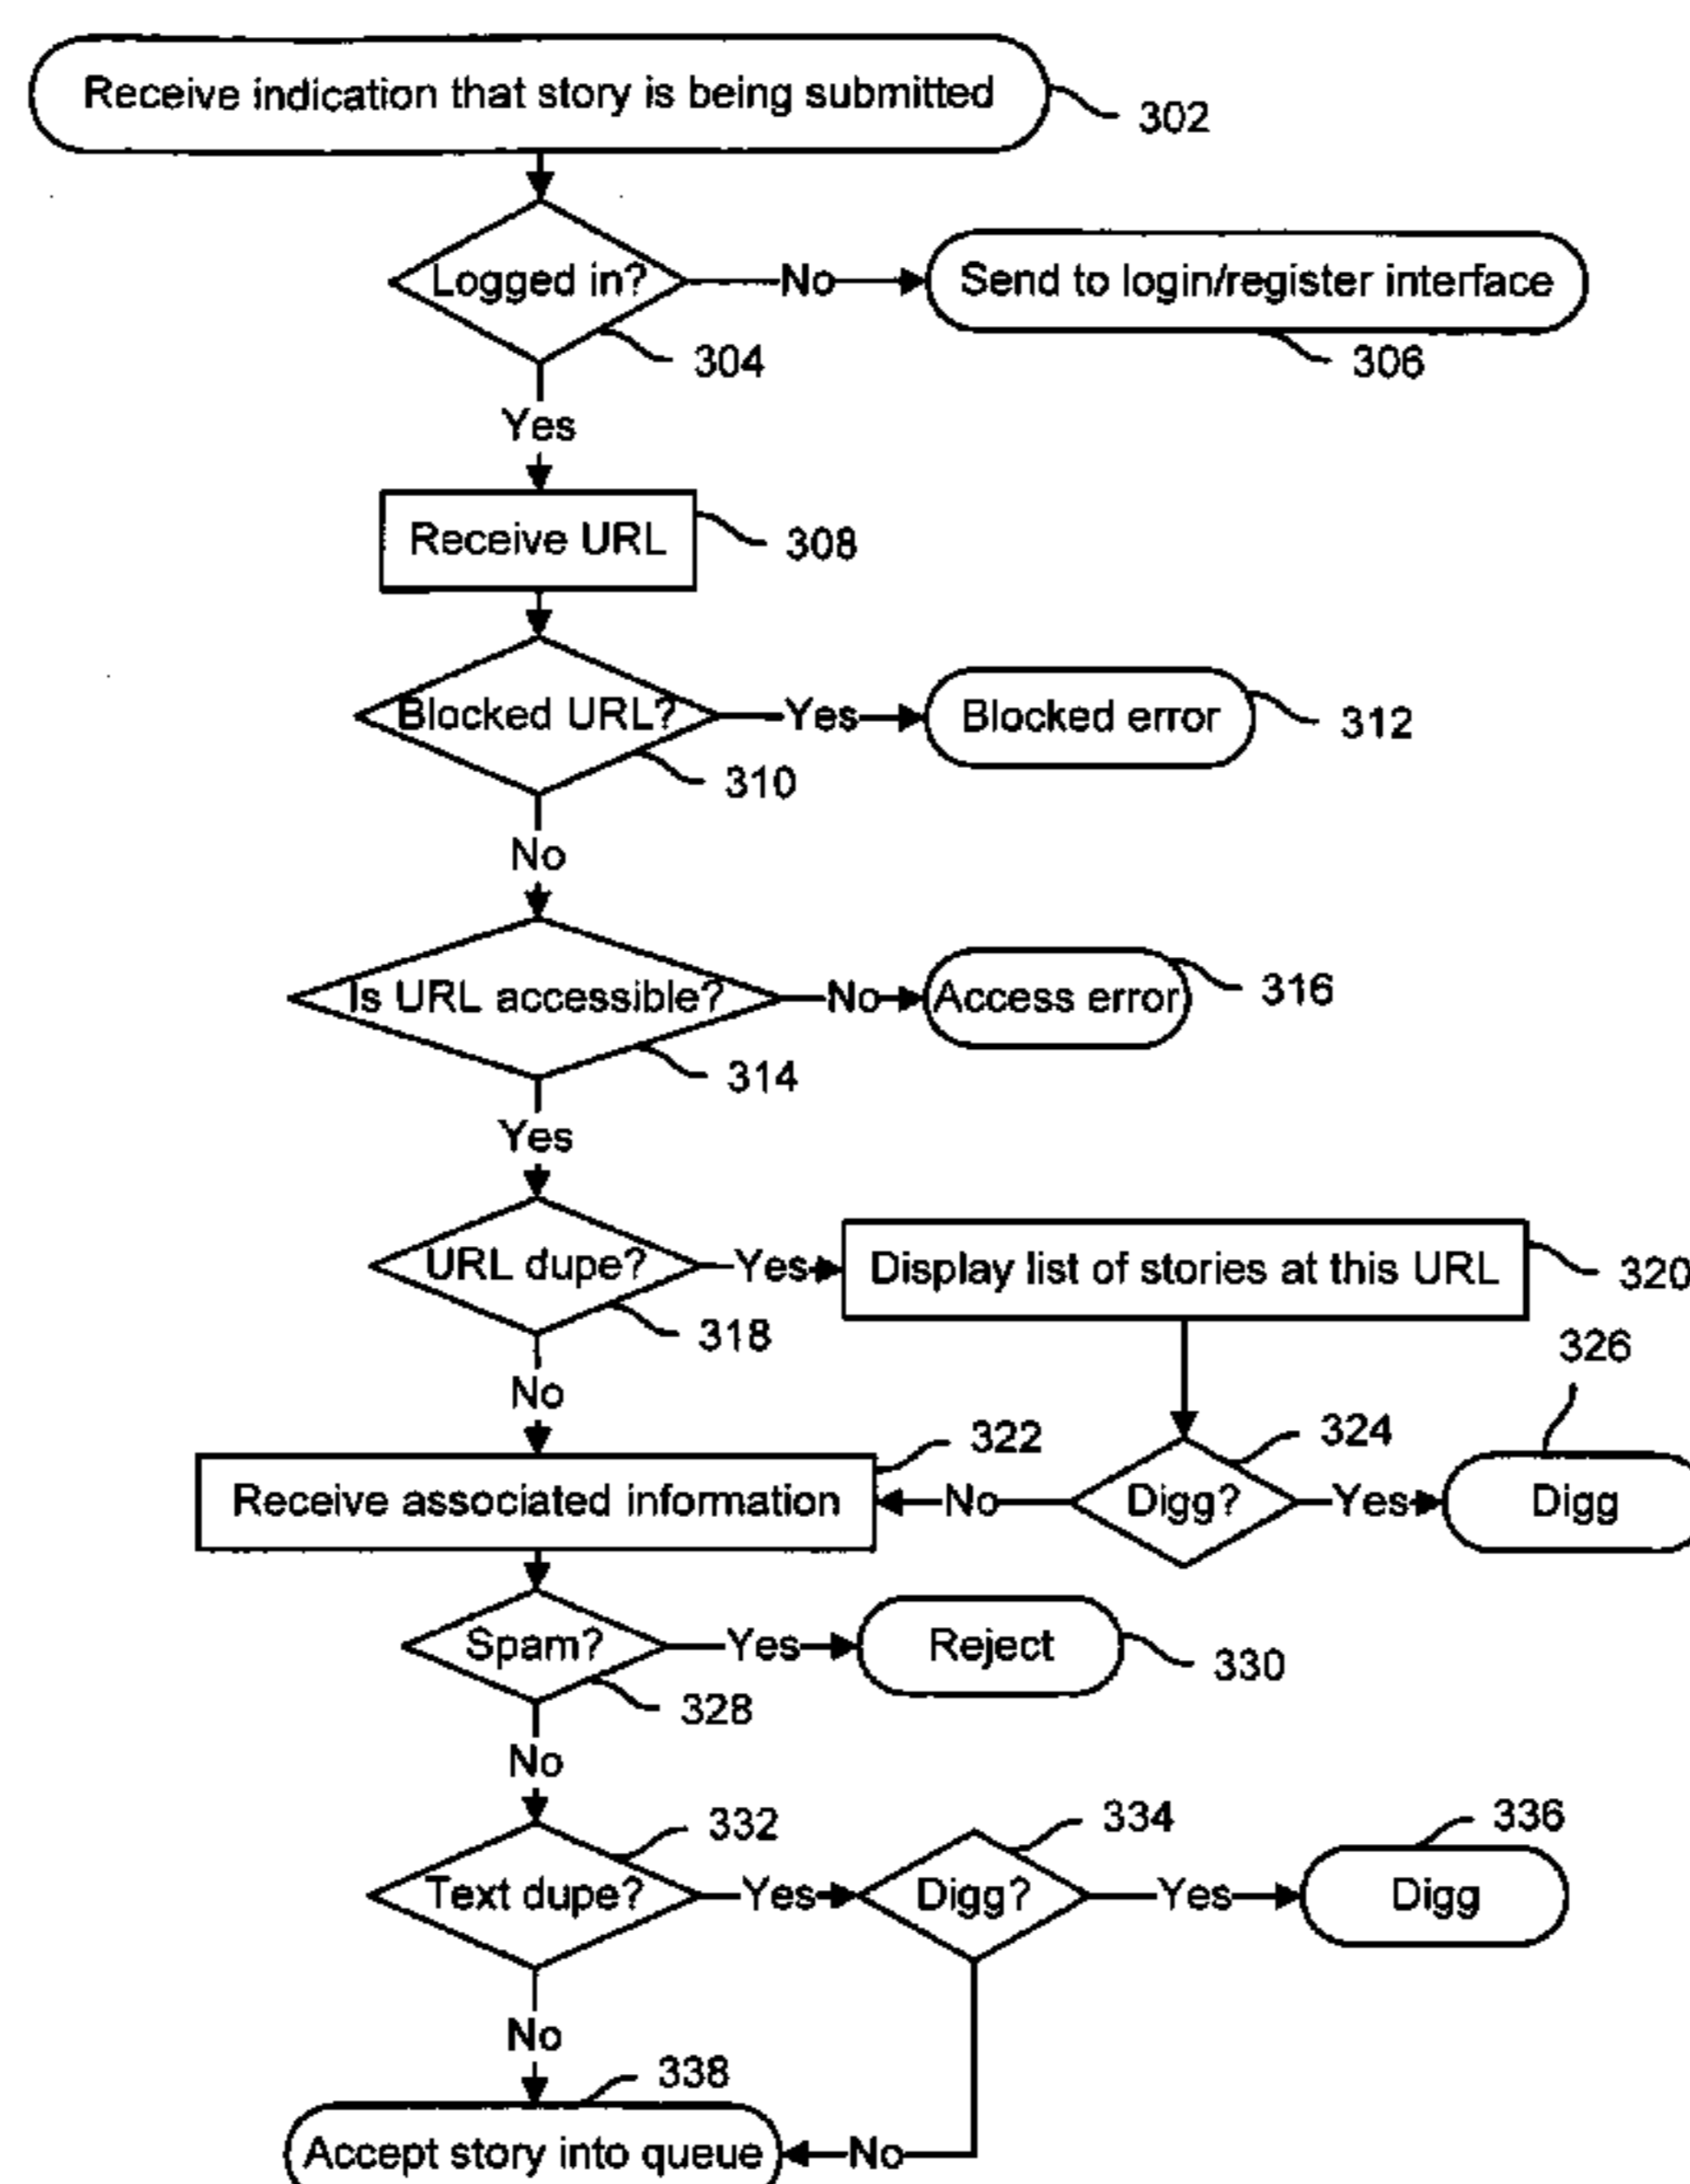 Receive indication that story is being submitted
302
Logged in?
No
Send to login/register interface
304
306
Yes
Receive URL
308
Blocked URL?
Yes
Blocked error
312
310
No
Is URL accessible?
No
Access error
316
314
Yes
URL dupe?
Yes
Display list of stories at this URL
320
318
326
No
322
324
Receive associated information
No
Digg?
Yes
Digg
Spam?
Yes
Reject
330
328
No
332
334
336
Text dupe?
Yes
Digg?
Yes
Digg
No
338
Accept story into queue
No